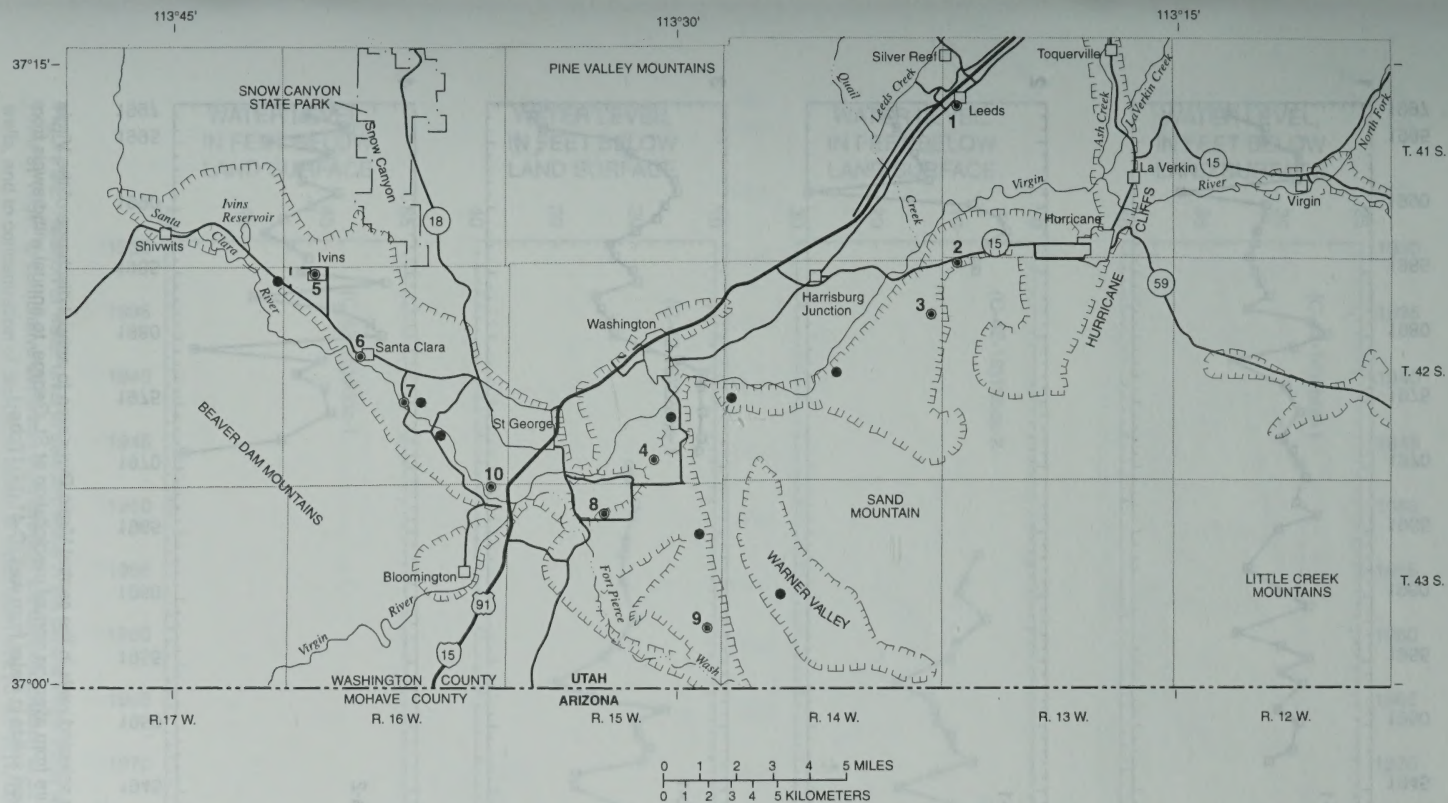 113°45'
113°30'
113°15'
37°15'
PINE VALLEY MOUNTAINS
Silver Reef
Toquerville
SNOW CANYON
STATE PARK
Snow Canyon
Quail
Leeds Creek
Leeds
1
Ash Creek
LaVerkin Creek
North Fork
T. 41 S.
La Verkin
15
18
Ivins
Reservoir
Santa
Clara
River
Shivwits
Ivins
5
Creek
Virgin
River
Virgin
Hurricane
CLIFFS
HURRICANE
2
15
59
Harrisburg
Junction
3
Washington
6
Santa Clara
T. 42 S.
7
St George
4
BEAVER DAM MOUNTAINS
10
8
SAND
MOUNTAIN
WARNER VALLEY
Bloomington
91
Fort Pierce
Wash
9
LITTLE CREEK
MOUNTAINS
T. 43 S.
Virgin
River
15
37°00'
WASHINGTON COUNTY
MOHAVE COUNTY
UTAH
ARIZONA
R.17 W.
R. 16 W.
R. 15 W.
R. 14 W.
R. 13 W.
R. 12 W.
0 1 2 3 4 5 MILES
0 1 2 3 4 5 KILOMETERS